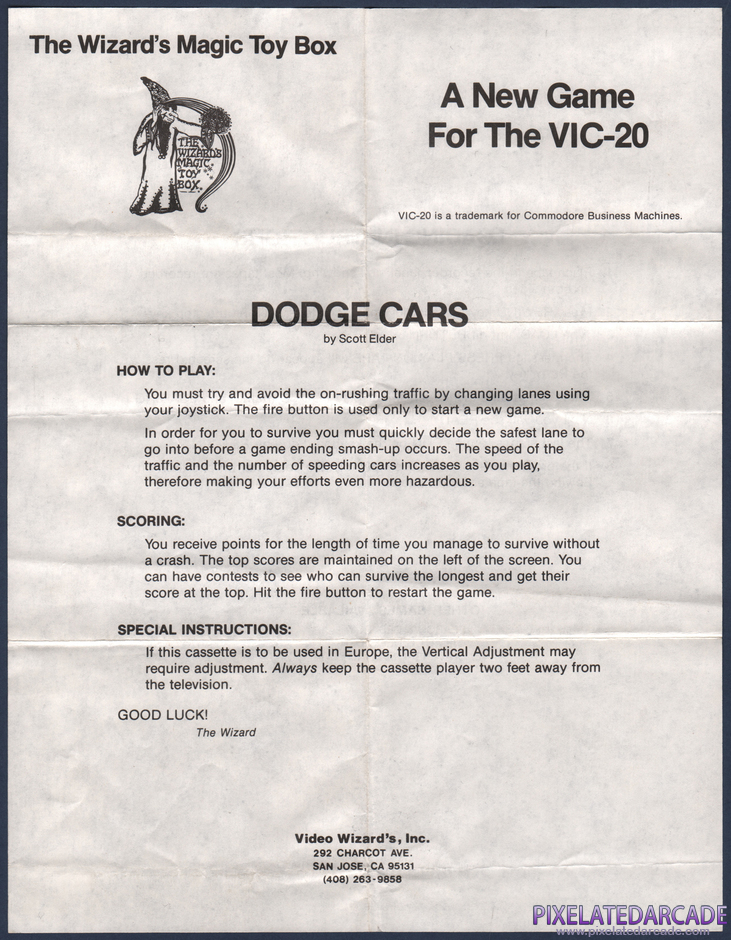 The Wizard's Magic Toy Box
THE
WIZARD'S
MAGIC
TOY
BOX
A New Game
For The VIC-20
VIC-20 is a trademark for Commodore Business Machines.
DODGE CARS
by Scott Elder
HOW TO PLAY:
You must try and avoid the on-rushing traffic by changing lanes using
your joystick. The fire button is used only to start a new game.
In order for you to survive you must quickly decide the safest lane to
go into before a game ending smash-up occurs. The speed of the
traffic and the number of speeding cars increases as you play,
therefore making your efforts even more hazardous.
SCORING:
You receive points for the length of time you manage to survive without
a crash. The top scores are maintained on the left of the screen. You
can have contests to see who can survive the longest and get their
score at the top. Hit the fire button to restart the game.
SPECIAL INSTRUCTIONS:
If this cassette is to be used in Europe, the Vertical Adjustment may
require adjustment. Always keep the cassette player two feet away from
the television.
GOOD LUCK!
The Wizard
Video Wizard's, Inc.
292 CHARCOT AVE.
SAN JOSE, CA 95131
(408) 263-9858
PIXELATEDARCADE
www.pixelatedarcade.com